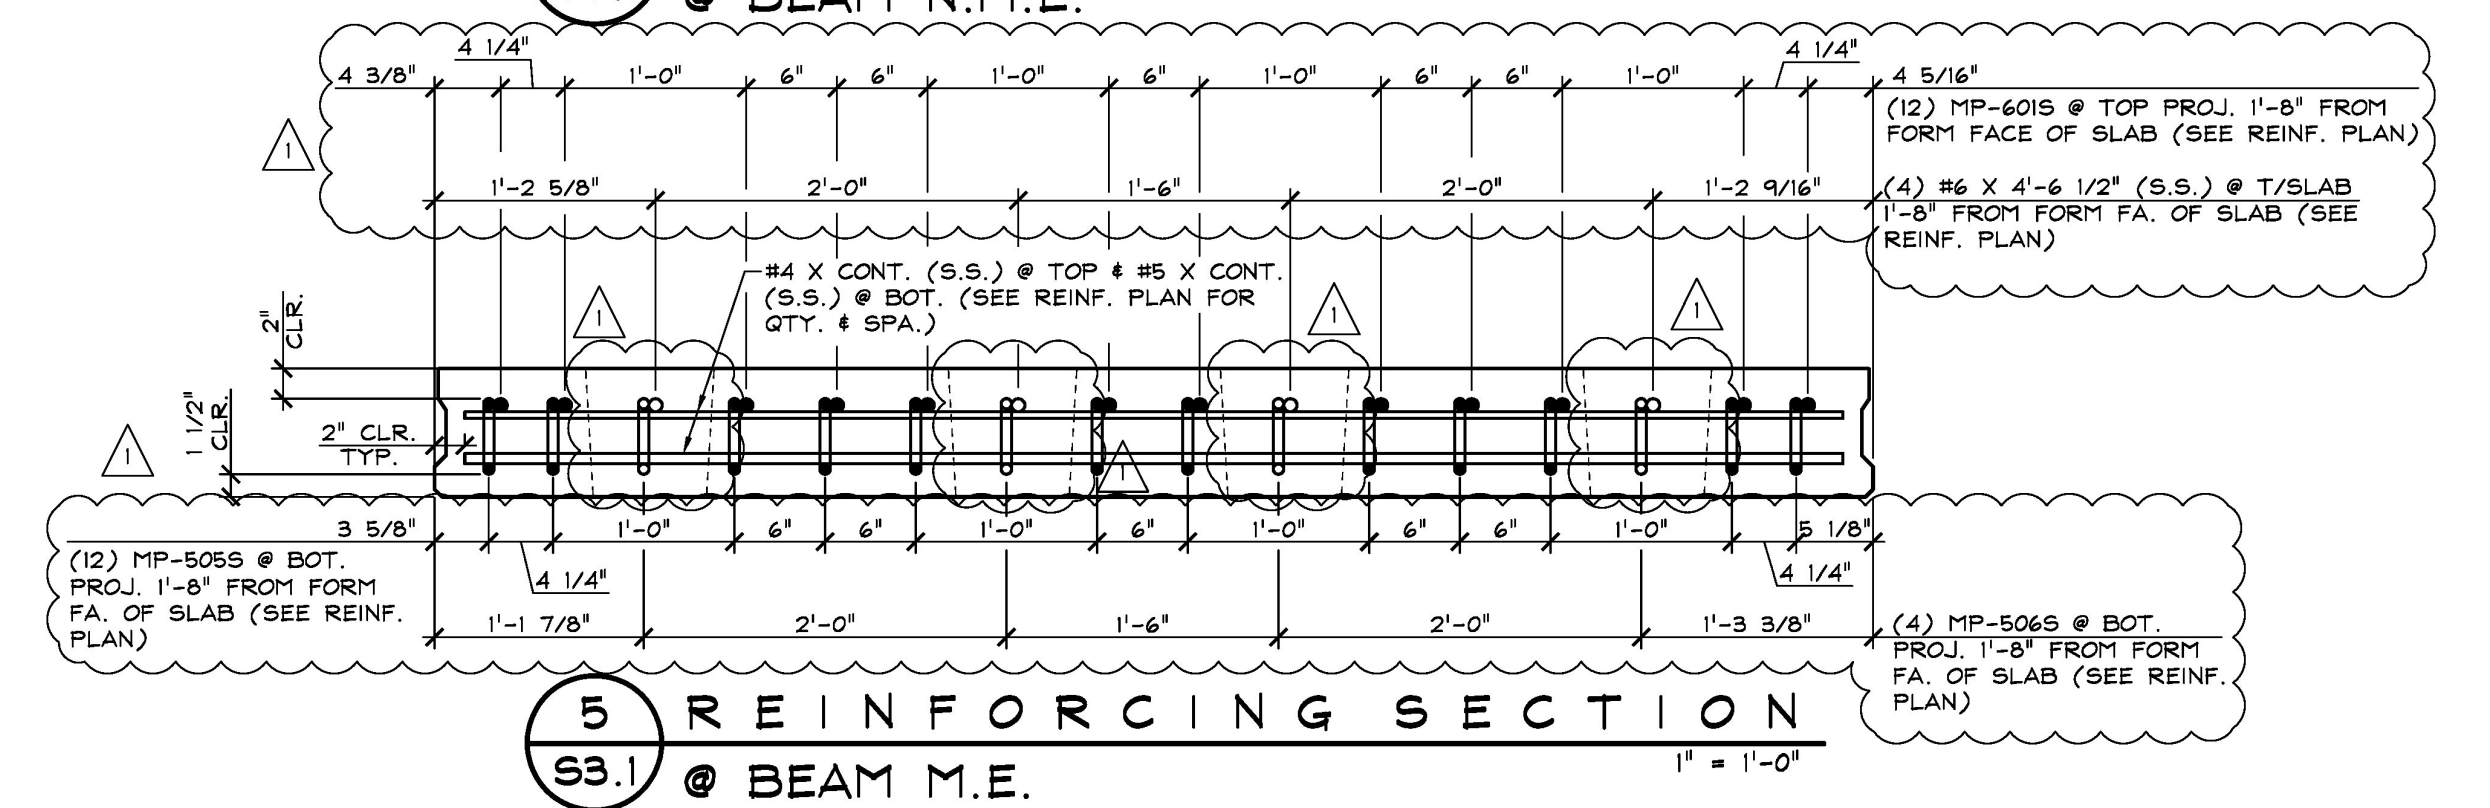 @ BEAM N.M.E.
4 1/4"
4 1/4"
4 3/8" 1'-0" 6" 6" 1'-0" 6" 1'-0" 6" 6" 1'-0" 4 5/16"
(12) MP-601S @ TOP PROJ. 1'-8" FROM
FORM FACE OF SLAB (SEE REINF. PLAN)
1
1'-2 5/8" 2'-0" 1'-6" 2'-0" 1'-2 9/16"
(4) #6 X 4'-6 1/2" (S.S.) @ T/SLAB
1'-8" FROM FORM FA. OF SLAB (SEE
REINF. PLAN)
#4 X CONT. (S.S.) @ TOP & #5 X CONT.
(S.S.) @ BOT. (SEE REINF. PLAN FOR
QTY. & SPA.)
1
1
1
2"
CLR.
1 1/2"
CLR.
2" CLR.
TYP.
1
1
3 5/8" 1'-0" 6" 6" 1'-0" 6" 1'-0" 6" 6" 1'-0" 5 1/8"
(12) MP-505S @ BOT.
PROJ. 1'-8" FROM FORM
FA. OF SLAB (SEE REINF.
PLAN)
4 1/4"
4 1/4"
1'-1 7/8" 2'-0" 1'-6" 2'-0" 1'-3 3/8"
(4) MP-506S @ BOT.
PROJ. 1'-8" FROM FORM
FA. OF SLAB (SEE REINF.
PLAN)
5 REINFORCING SECTION
S3.1 @ BEAM M.E.
1" = 1'-0"